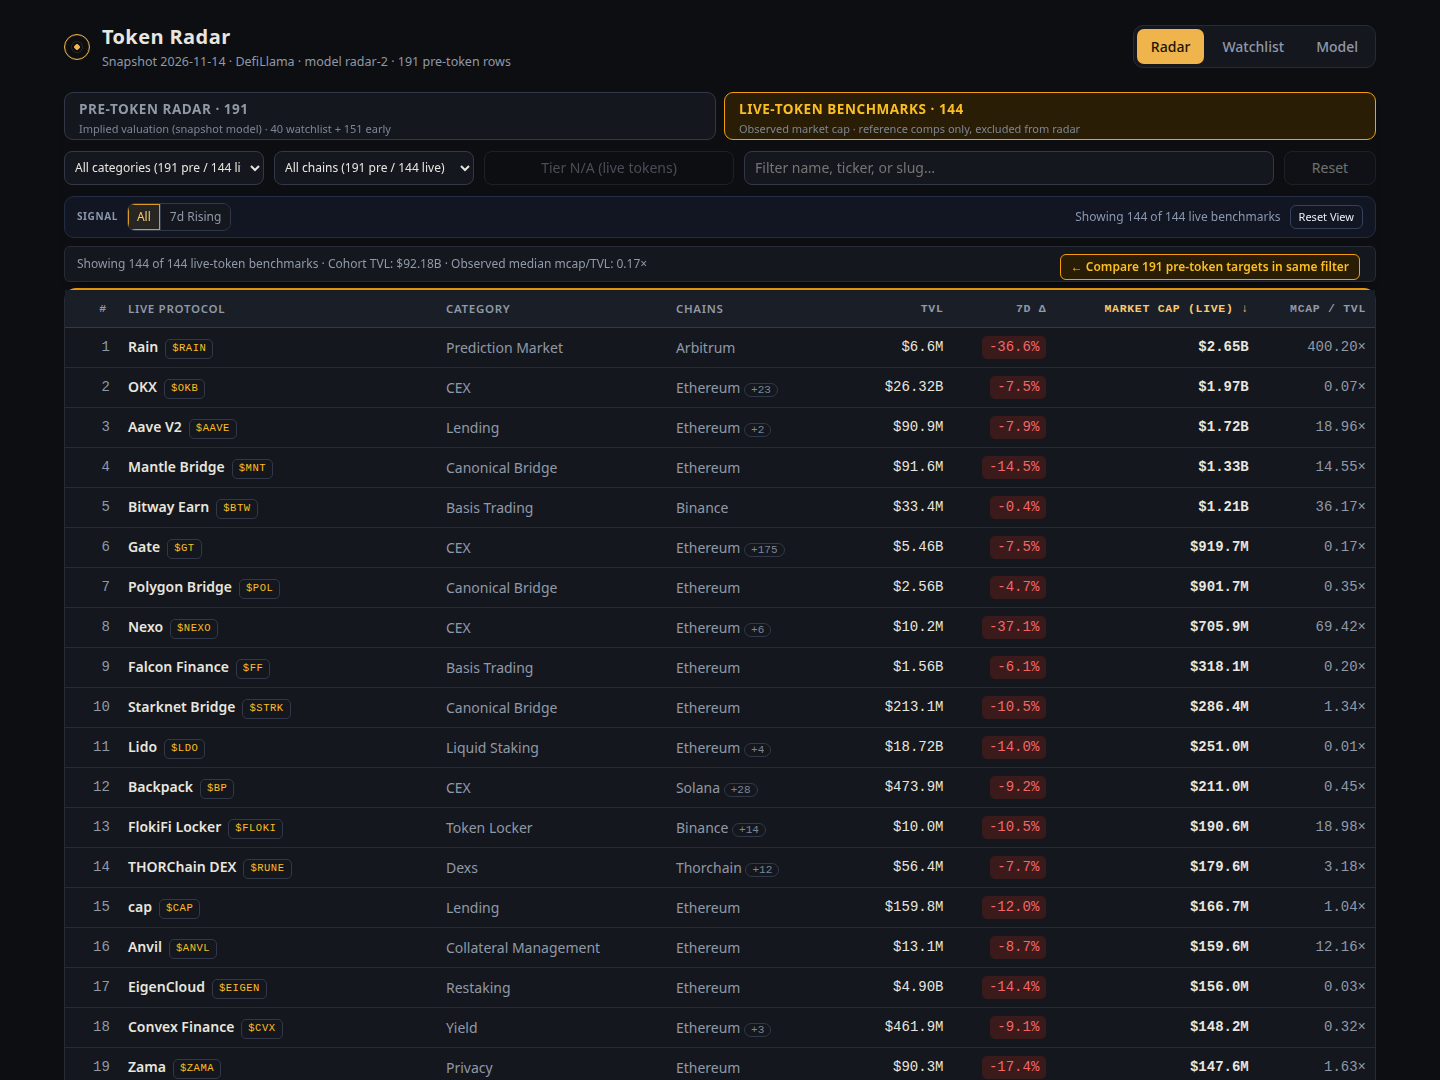 Token Radar
Snapshot 2026-11-14 · DefiLlama · model radar-2 · 191 pre-token rows
Radar Watchlist Model
PRE-TOKEN RADAR · 191
Implied valuation (snapshot model) · 40 watchlist + 151 early
LIVE-TOKEN BENCHMARKS · 144
Observed market cap · reference comps only, excluded from radar
All categories (191 pre / 144 li All chains (191 pre / 144 live) Tier N/A (live tokens) Filter name, ticker, or slug... Reset
SIGNAL All 7d Rising Showing 144 of 144 live benchmarks Reset View
Showing 144 of 144 live-token benchmarks · Cohort TVL: $92.18B · Observed median mcap/TVL: 0.17× ← Compare 191 pre-token targets in same filter
# LIVE PROTOCOL CATEGORY CHAINS TVL 7D Δ MARKET CAP (LIVE) ↓ MCAP / TVL
1 Rain $RAIN Prediction Market Arbitrum $6.6M -36.6% $2.65B 400.20×
2 OKX $OKB CEX Ethereum +23 $26.32B -7.5% $1.97B 0.07×
3 Aave V2 $AAVE Lending Ethereum +2 $90.9M -7.9% $1.72B 18.96×
4 Mantle Bridge $MNT Canonical Bridge Ethereum $91.6M -14.5% $1.33B 14.55×
5 Bitway Earn $BTW Basis Trading Binance $33.4M -0.4% $1.21B 36.17×
6 Gate $GT CEX Ethereum +175 $5.46B -7.5% $919.7M 0.17×
7 Polygon Bridge $POL Canonical Bridge Ethereum $2.56B -4.7% $901.7M 0.35×
8 Nexo $NEXO CEX Ethereum +6 $10.2M -37.1% $705.9M 69.42×
9 Falcon Finance $FF Basis Trading Ethereum $1.56B -6.1% $318.1M 0.20×
10 Starknet Bridge $STRK Canonical Bridge Ethereum $213.1M -10.5% $286.4M 1.34×
11 Lido $LDO Liquid Staking Ethereum +4 $18.72B -14.0% $251.0M 0.01×
12 Backpack $BP CEX Solana +28 $473.9M -9.2% $211.0M 0.45×
13 FlokiFi Locker $FLOKI Token Locker Binance +14 $10.0M -10.5% $190.6M 18.98×
14 THORChain DEX $RUNE Dexs Thorchain +12 $56.4M -7.7% $179.6M 3.18×
15 cap $CAP Lending Ethereum $159.8M -12.0% $166.7M 1.04×
16 Anvil $ANVL Collateral Management Ethereum $13.1M -8.7% $159.6M 12.16×
17 EigenCloud $EIGEN Restaking Ethereum $4.90B -14.4% $156.0M 0.03×
18 Convex Finance $CVX Yield Ethereum +3 $461.9M -9.1% $148.2M 0.32×
19 Zama $ZAMA Privacy Ethereum $90.3M -17.4% $147.6M 1.63×